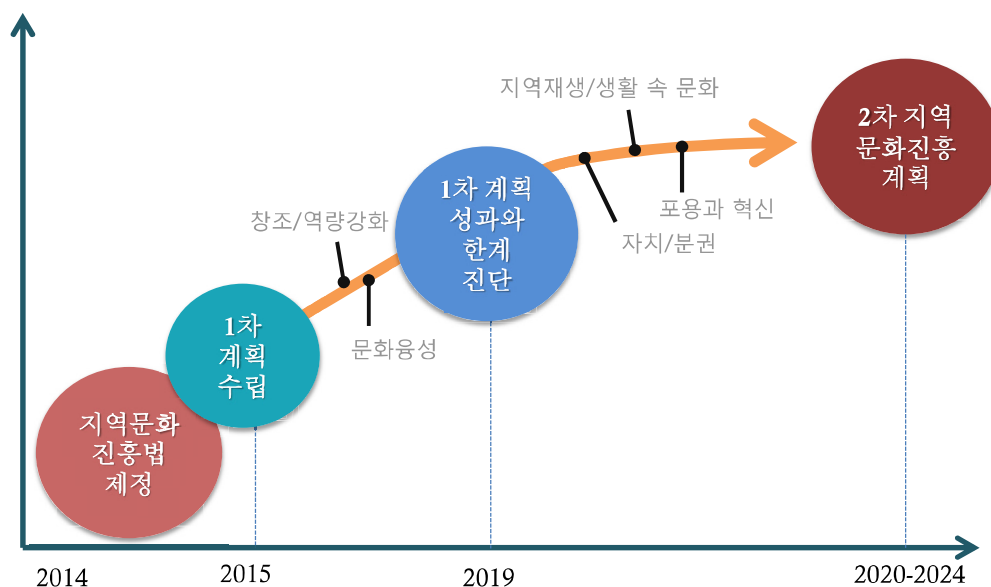 지역재생/생활 속 문화
2차 지역
문화진흥
계획
1차 계획
성과와
한계
진단
창조/역량강화
포용과 혁신
자치/분권
1차
계획
수립
문화융성
지역문화
진흥법
제정
2014
2015
2019
2020-2024